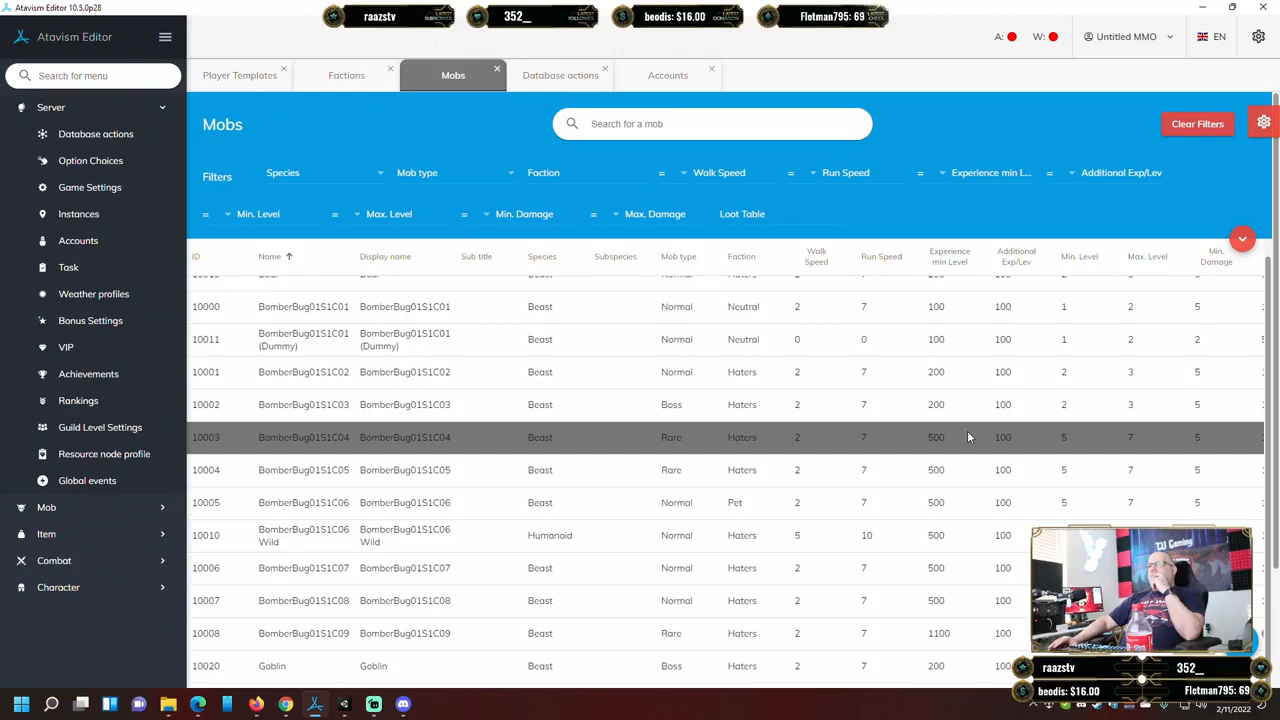 Atavism Editor 10.5.0p28
raazstv
LATEST
SUBSCRIBER
352_
LATEST
FOLLOWER
beodis: $16.00
LATEST
DONATION
Fletman795: 69
LATEST
CHEER
Atavism Editor
A:
W:
Untitled MMO
EN
Search for menu
Player Templates
Factions
Mobs
Database actions
Accounts
Server
Database actions
Option Choices
Game Settings
Instances
Accounts
Task
Weather profiles
Bonus Settings
VIP
Achievements
Rankings
Guild Level Settings
Resource node profile
Global events
Mob
Item
Combat
Character
Mobs
Search for a mob
Clear Filters
Filters
Species
Mob type
Faction
= Walk Speed
= Run Speed
= Experience min L...
= Additional Exp/Lev
= Min. Level
= Max. Level
= Min. Damage
= Max. Damage
Loot Table
ID Name Display name Sub title Species Subspecies Mob type Faction Walk Speed Run Speed Experience min Level Additional Exp/Lev Min. Level Max. Level Min. Damage
10000 BomberBug01S1C01 BomberBug01S1C01 Beast Normal Neutral 2 7 100 100 1 2 5
10011 BomberBug01S1C01 (Dummy) BomberBug01S1C01 (Dummy) Beast Normal Neutral 0 0 100 100 1 2 2
10001 BomberBug01S1C02 BomberBug01S1C02 Beast Normal Haters 2 7 200 100 2 3 5
10002 BomberBug01S1C03 BomberBug01S1C03 Beast Boss Haters 2 7 200 100 2 3 5
10003 BomberBug01S1C04 BomberBug01S1C04 Beast Rare Haters 2 7 500 100 5 7 5
10004 BomberBug01S1C05 BomberBug01S1C05 Beast Rare Haters 2 7 500 100 5 7 5
10005 BomberBug01S1C06 BomberBug01S1C06 Beast Normal Pet 2 7 500 100 5 7 5
10010 BomberBug01S1C06 Wild BomberBug01S1C06 Wild Humanoid Normal Haters 5 10 500 100
10006 BomberBug01S1C07 BomberBug01S1C07 Beast Normal Haters 2 7 500 100
10007 BomberBug01S1C08 BomberBug01S1C08 Beast Normal Haters 2 7 500 100
10008 BomberBug01S1C09 BomberBug01S1C09 Beast Rare Haters 2 7 1100 100
10020 Goblin Goblin Beast Boss Haters 2 7 200 100
TU Gaming
raazstv
352_
beodis: $16.00
Fletman795: 69
2/11/2022